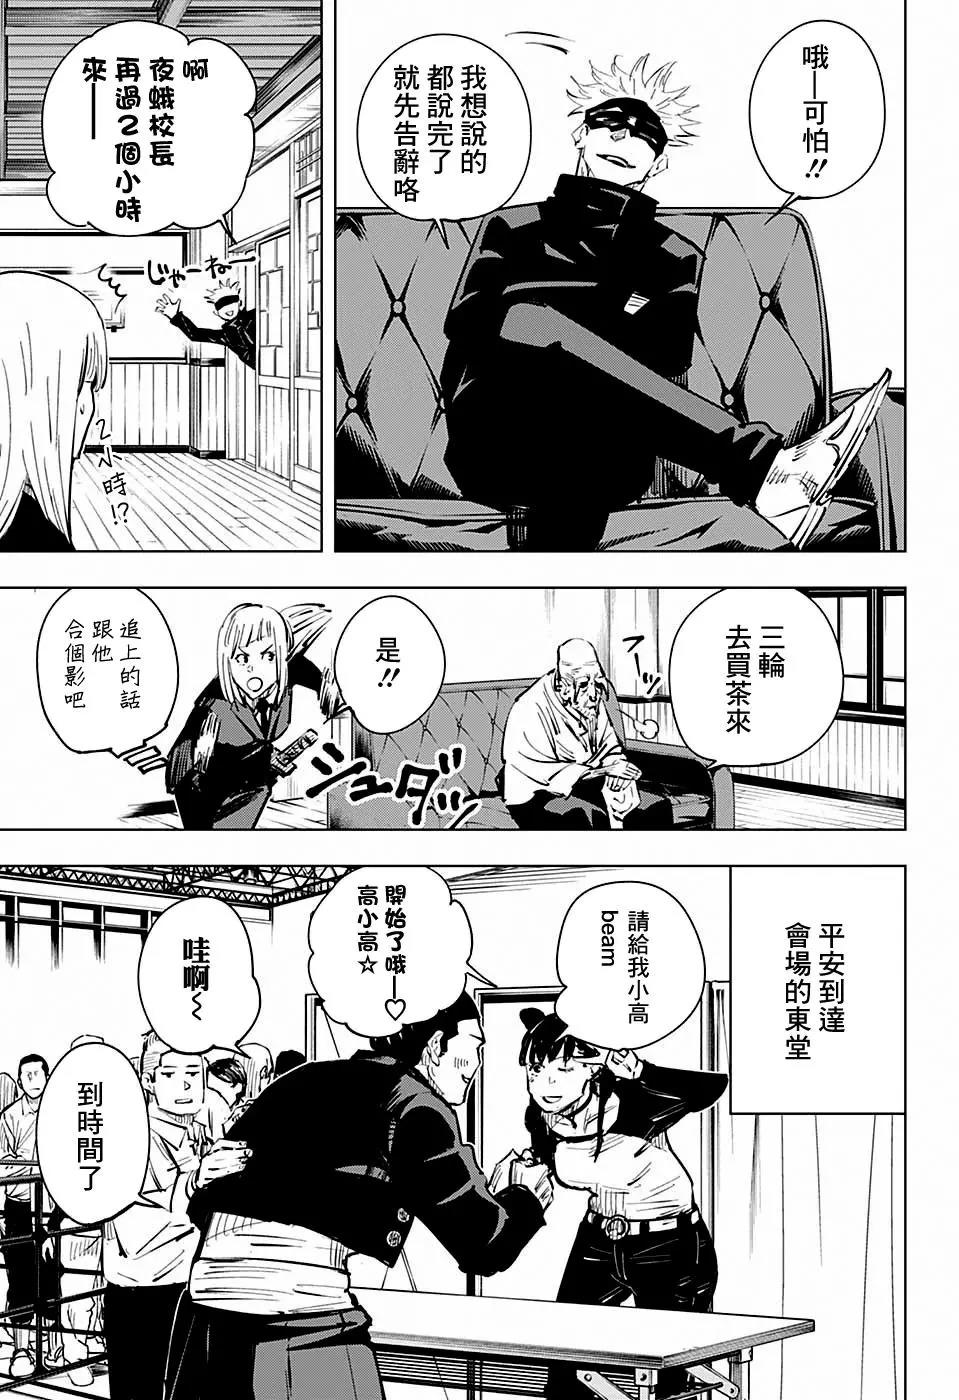 哦—可怕!!
我想說的
都說完了
就先告辭咯
啊
夜蛾校長
再過2個小時
來—
じゃーねー
2小時!?
三輪
去買茶來
フーッ
是!!
シュダッ
追上的話
跟他
合個影吧
平安到達
會場的東堂
請給我小高
beam
開始了哦—♡
高小高☆
哇啊~
到時間了